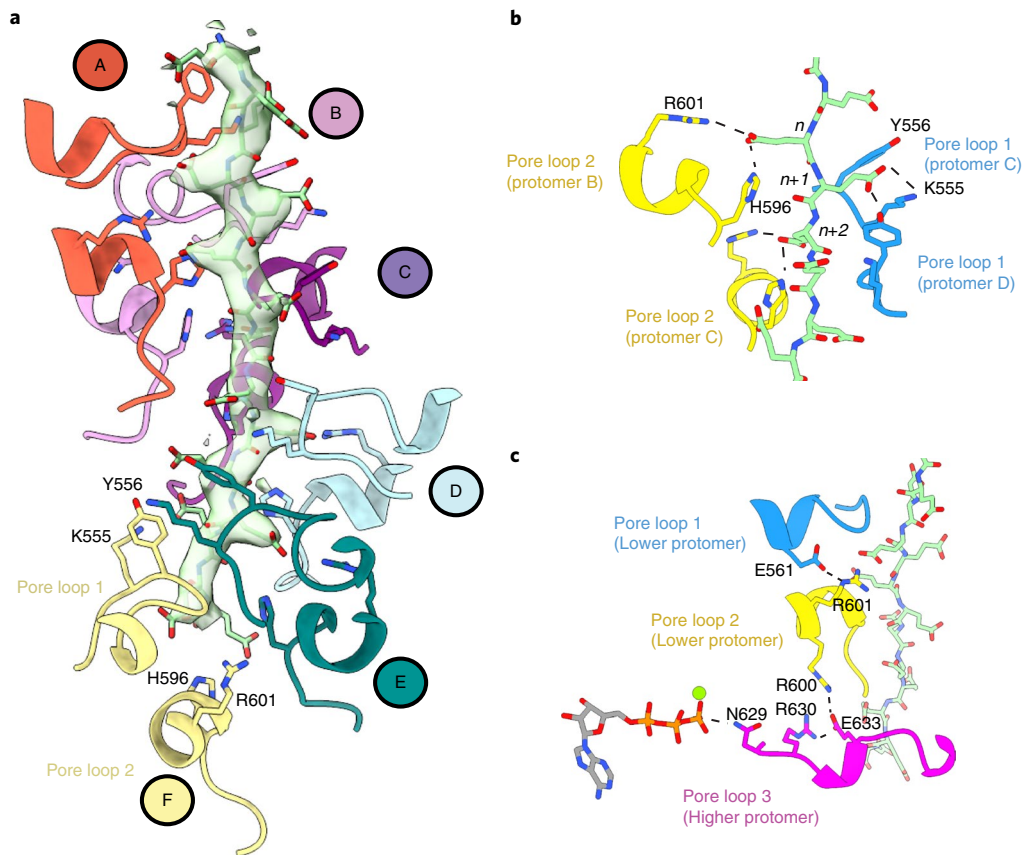 a
A
B
C
D
Y556
K555
Pore loop 1
E
H596
R601
Pore loop 2
F
b
R601
n
Y556
Pore loop 1
(protomer C)
Pore loop 2
(protomer B)
n+1
K555
H596
n+2
Pore loop 1
(protomer D)
Pore loop 2
(protomer C)
c
Pore loop 1
(Lower protomer)
E561
R601
Pore loop 2
(Lower protomer)
R600
N629
R630
E633
Pore loop 3
(Higher protomer)